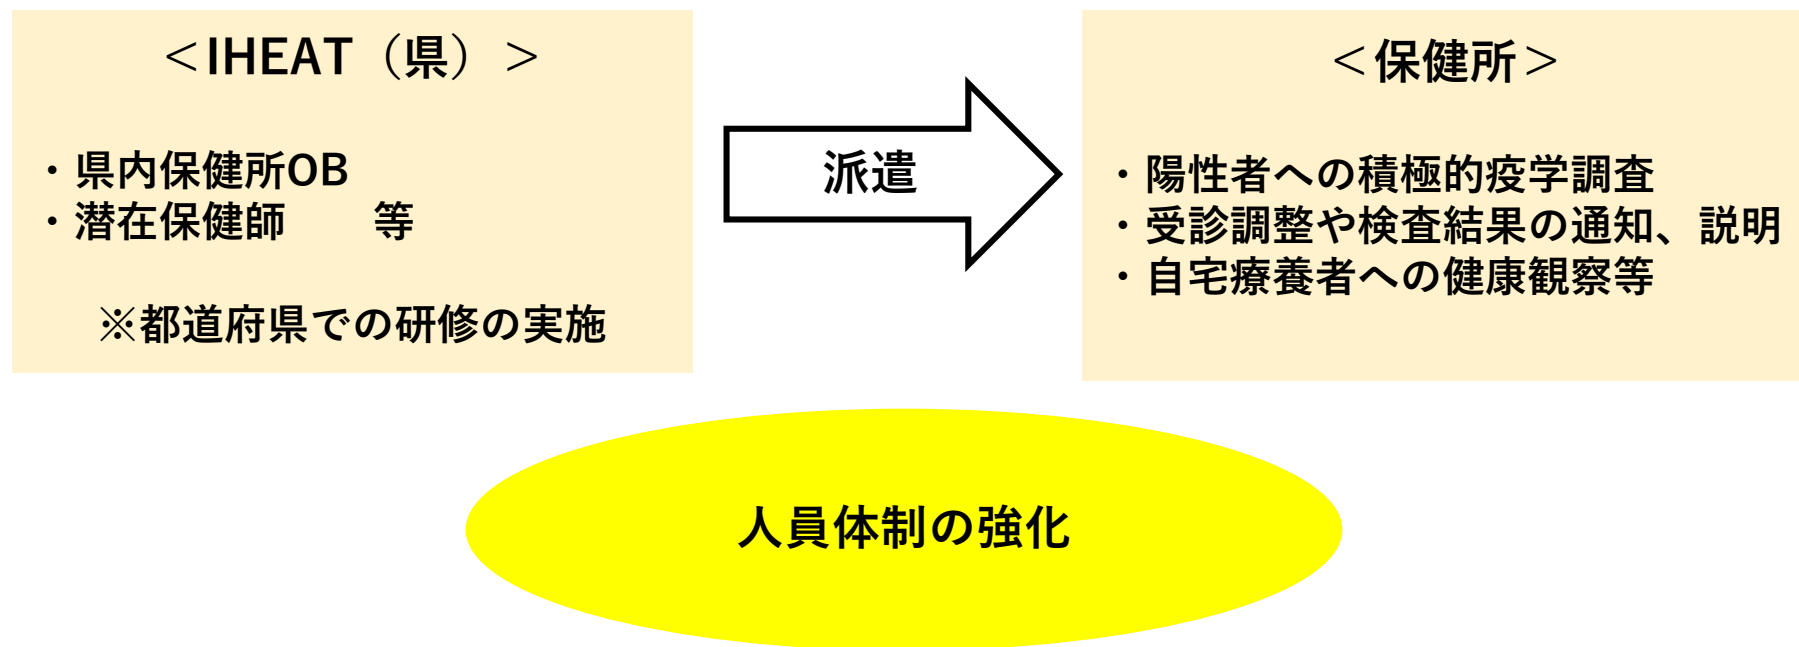 ＜IHEAT（県）＞
・県内保健所OB
・潜在保健師　　等
※都道府県での研修の実施
派遣
＜保健所＞
・陽性者への積極的疫学調査
・受診調整や検査結果の通知、説明
・自宅療養者への健康観察等
人員体制の強化